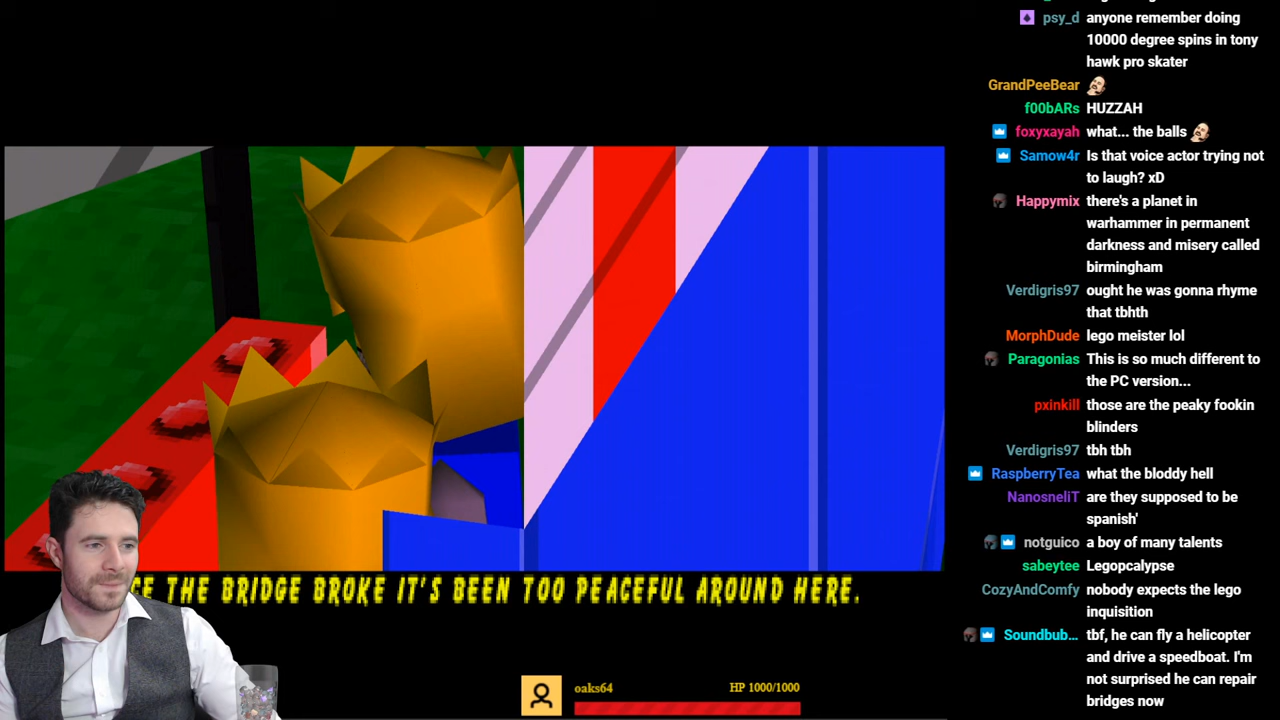 psy_d anyone remember doing
10000 degree spins in tony
hawk pro skater
GrandPeeBear
f00bARs HUZZAH
foxyxayah what... the balls
Samow4r Is that voice actor trying not
to laugh? xD
Happymix there's a planet in
warhammer in permanent
darkness and misery called
birmingham
Verdigris97 ought he was gonna rhyme
that tbhth
MorphDude lego meister lol
Paragonias This is so much different to
the PC version...
pxinkill those are the peaky fookin
blinders
Verdigris97 tbh tbh
RaspberryTea what the bloddy hell
NanosneliT are they supposed to be
spanish'
notguico a boy of many talents
sabeytee Legopcalypse
CozyAndComfy nobody expects the lego
inquisition
Soundbub... tbf, he can fly a helicopter
and drive a speedboat. I'm
not surprised he can repair
bridges now
THE BRIDGE BROKE IT'S BEEN TOO PEACEFUL AROUND HERE.
oaks64 HP 1000/1000